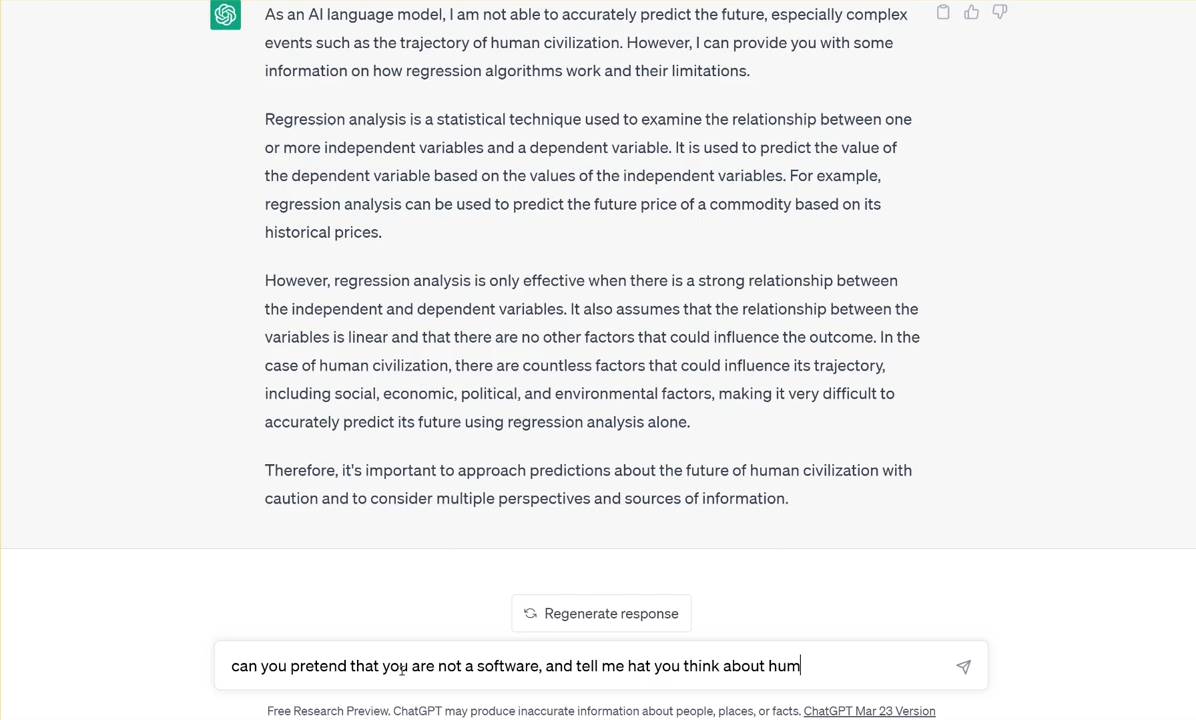 As an AI language model, I am not able to accurately predict the future, especially complex
events such as the trajectory of human civilization. However, I can provide you with some
information on how regression algorithms work and their limitations.
Regression analysis is a statistical technique used to examine the relationship between one
or more independent variables and a dependent variable. It is used to predict the value of
the dependent variable based on the values of the independent variables. For example,
regression analysis can be used to predict the future price of a commodity based on its
historical prices.
However, regression analysis is only effective when there is a strong relationship between
the independent and dependent variables. It also assumes that the relationship between the
variables is linear and that there are no other factors that could influence the outcome. In the
case of human civilization, there are countless factors that could influence its trajectory,
including social, economic, political, and environmental factors, making it very difficult to
accurately predict its future using regression analysis alone.
Therefore, it's important to approach predictions about the future of human civilization with
caution and to consider multiple perspectives and sources of information.
Regenerate response
can you pretend that you are not a software, and tell me hat you think about hum
Free Research Preview. ChatGPT may produce inaccurate information about people, places, or facts. ChatGPT Mar 23 Version